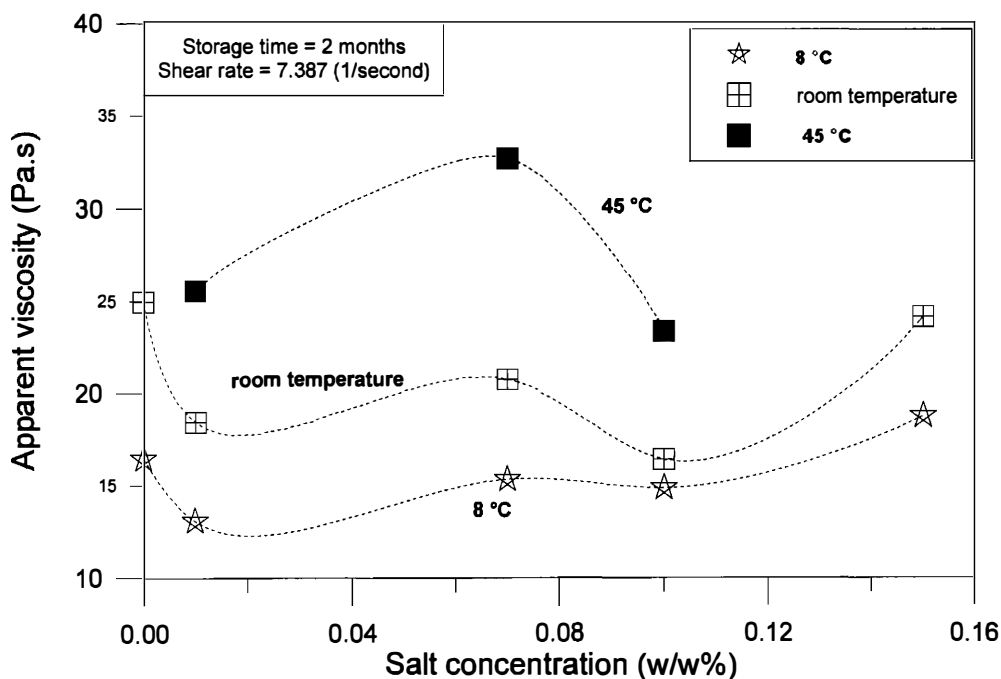 Storage time = 2 months
Shear rate = 7.387 (1/second)
8 °C
room temperature
45 °C
Apparent viscosity (Pa.s)
40
35
30
25
20
15
10
45 °C
room temperature
8 °C
0.00
0.04
0.08
0.12
0.16
Salt concentration (w/w%)